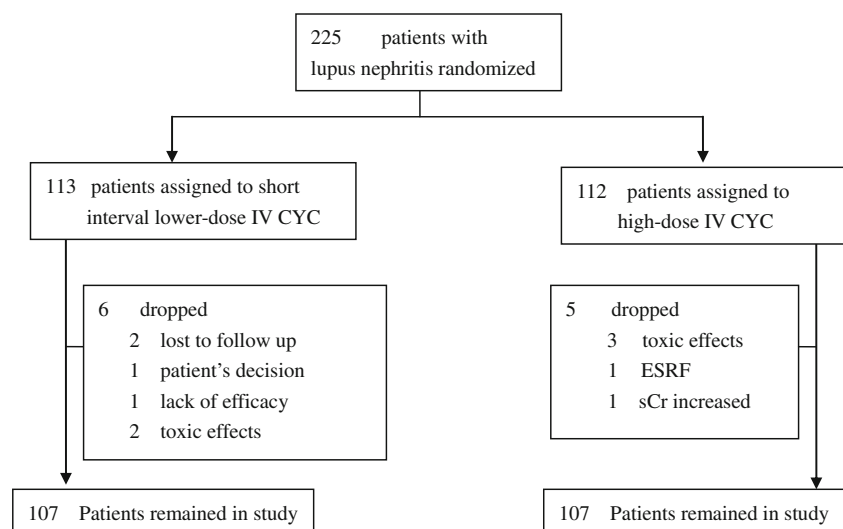 225 patients with
lupus nephritis randomized
113 patients assigned to short
interval lower-dose IV CYC
112 patients assigned to
high-dose IV CYC
6 dropped
2 lost to follow up
1 patient's decision
1 lack of efficacy
2 toxic effects
5 dropped
3 toxic effects
1 ESRF
1 sCr increased
107 Patients remained in study
107 Patients remained in study